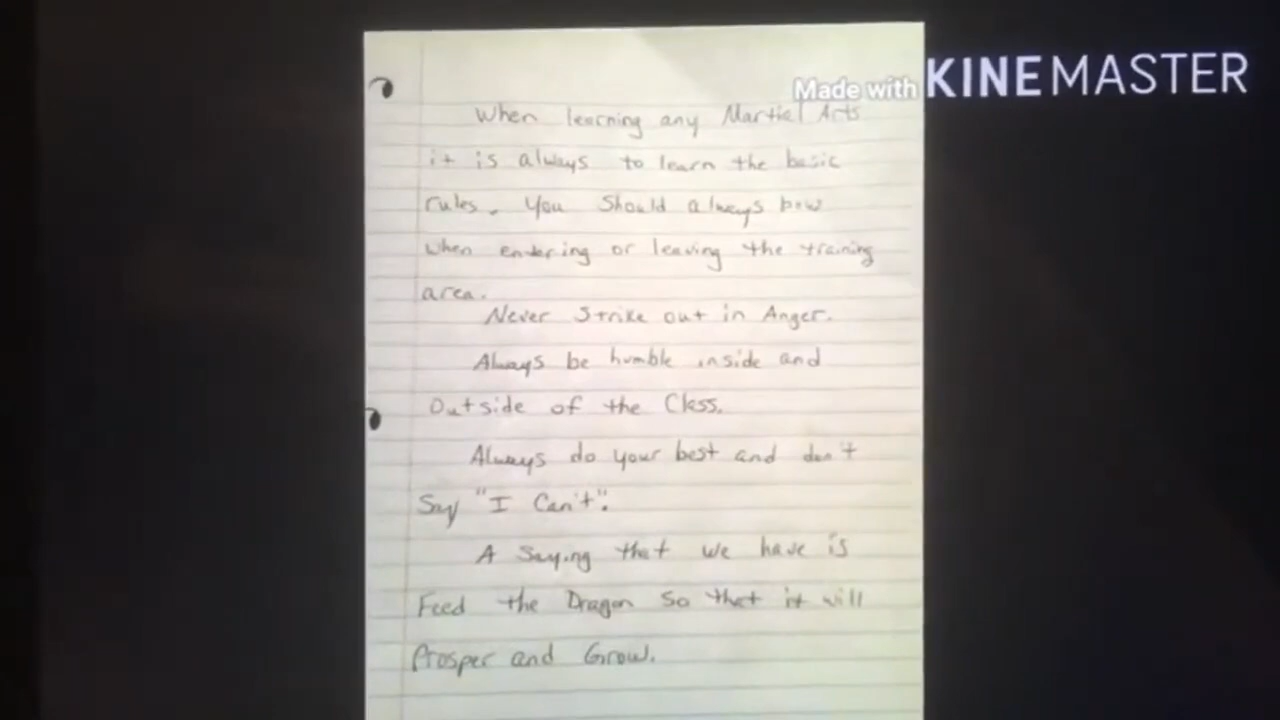 Made with KINEMASTER
When learning any Martial Arts
it is always to learn the basic
rules. You should always bow
when entering or leaving the training
area.
Never Strike out in Anger.
Always be humble inside and
Outside of the Class.
Always do your best and don't
Say "I Can't".
A Saying that we have is
Feed the Dragon so that it will
Prosper and Grow.